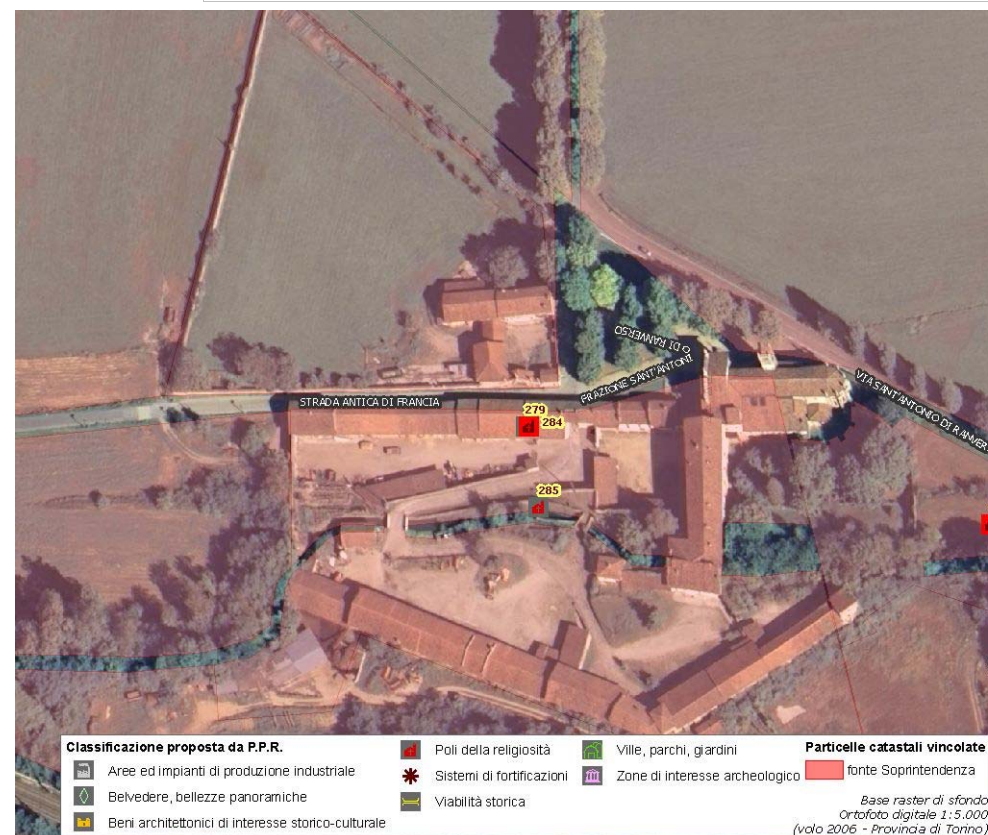 O DI RANVERSO
FRAZIONE SANT'ANTONI
STRADA ANTICA DI FRANCIA
VIA SANT'ANTONIO DI RANVER
279
284
285
Classificazione proposta da P.P.R.
Aree ed impianti di produzione industriale
Belvedere, bellezze panoramiche
Beni architettonici di interesse storico-culturale
Poli della religiosità
Sistemi di fortificazioni
Viabilità storica
Ville, parchi, giardini
Zone di interesse archeologico
Particelle catastali vincolate
fonte Soprintendenza
Base raster di sfondo
Ortofoto digitale 1:5.000
(volo 2006 - Provincia di Torino)